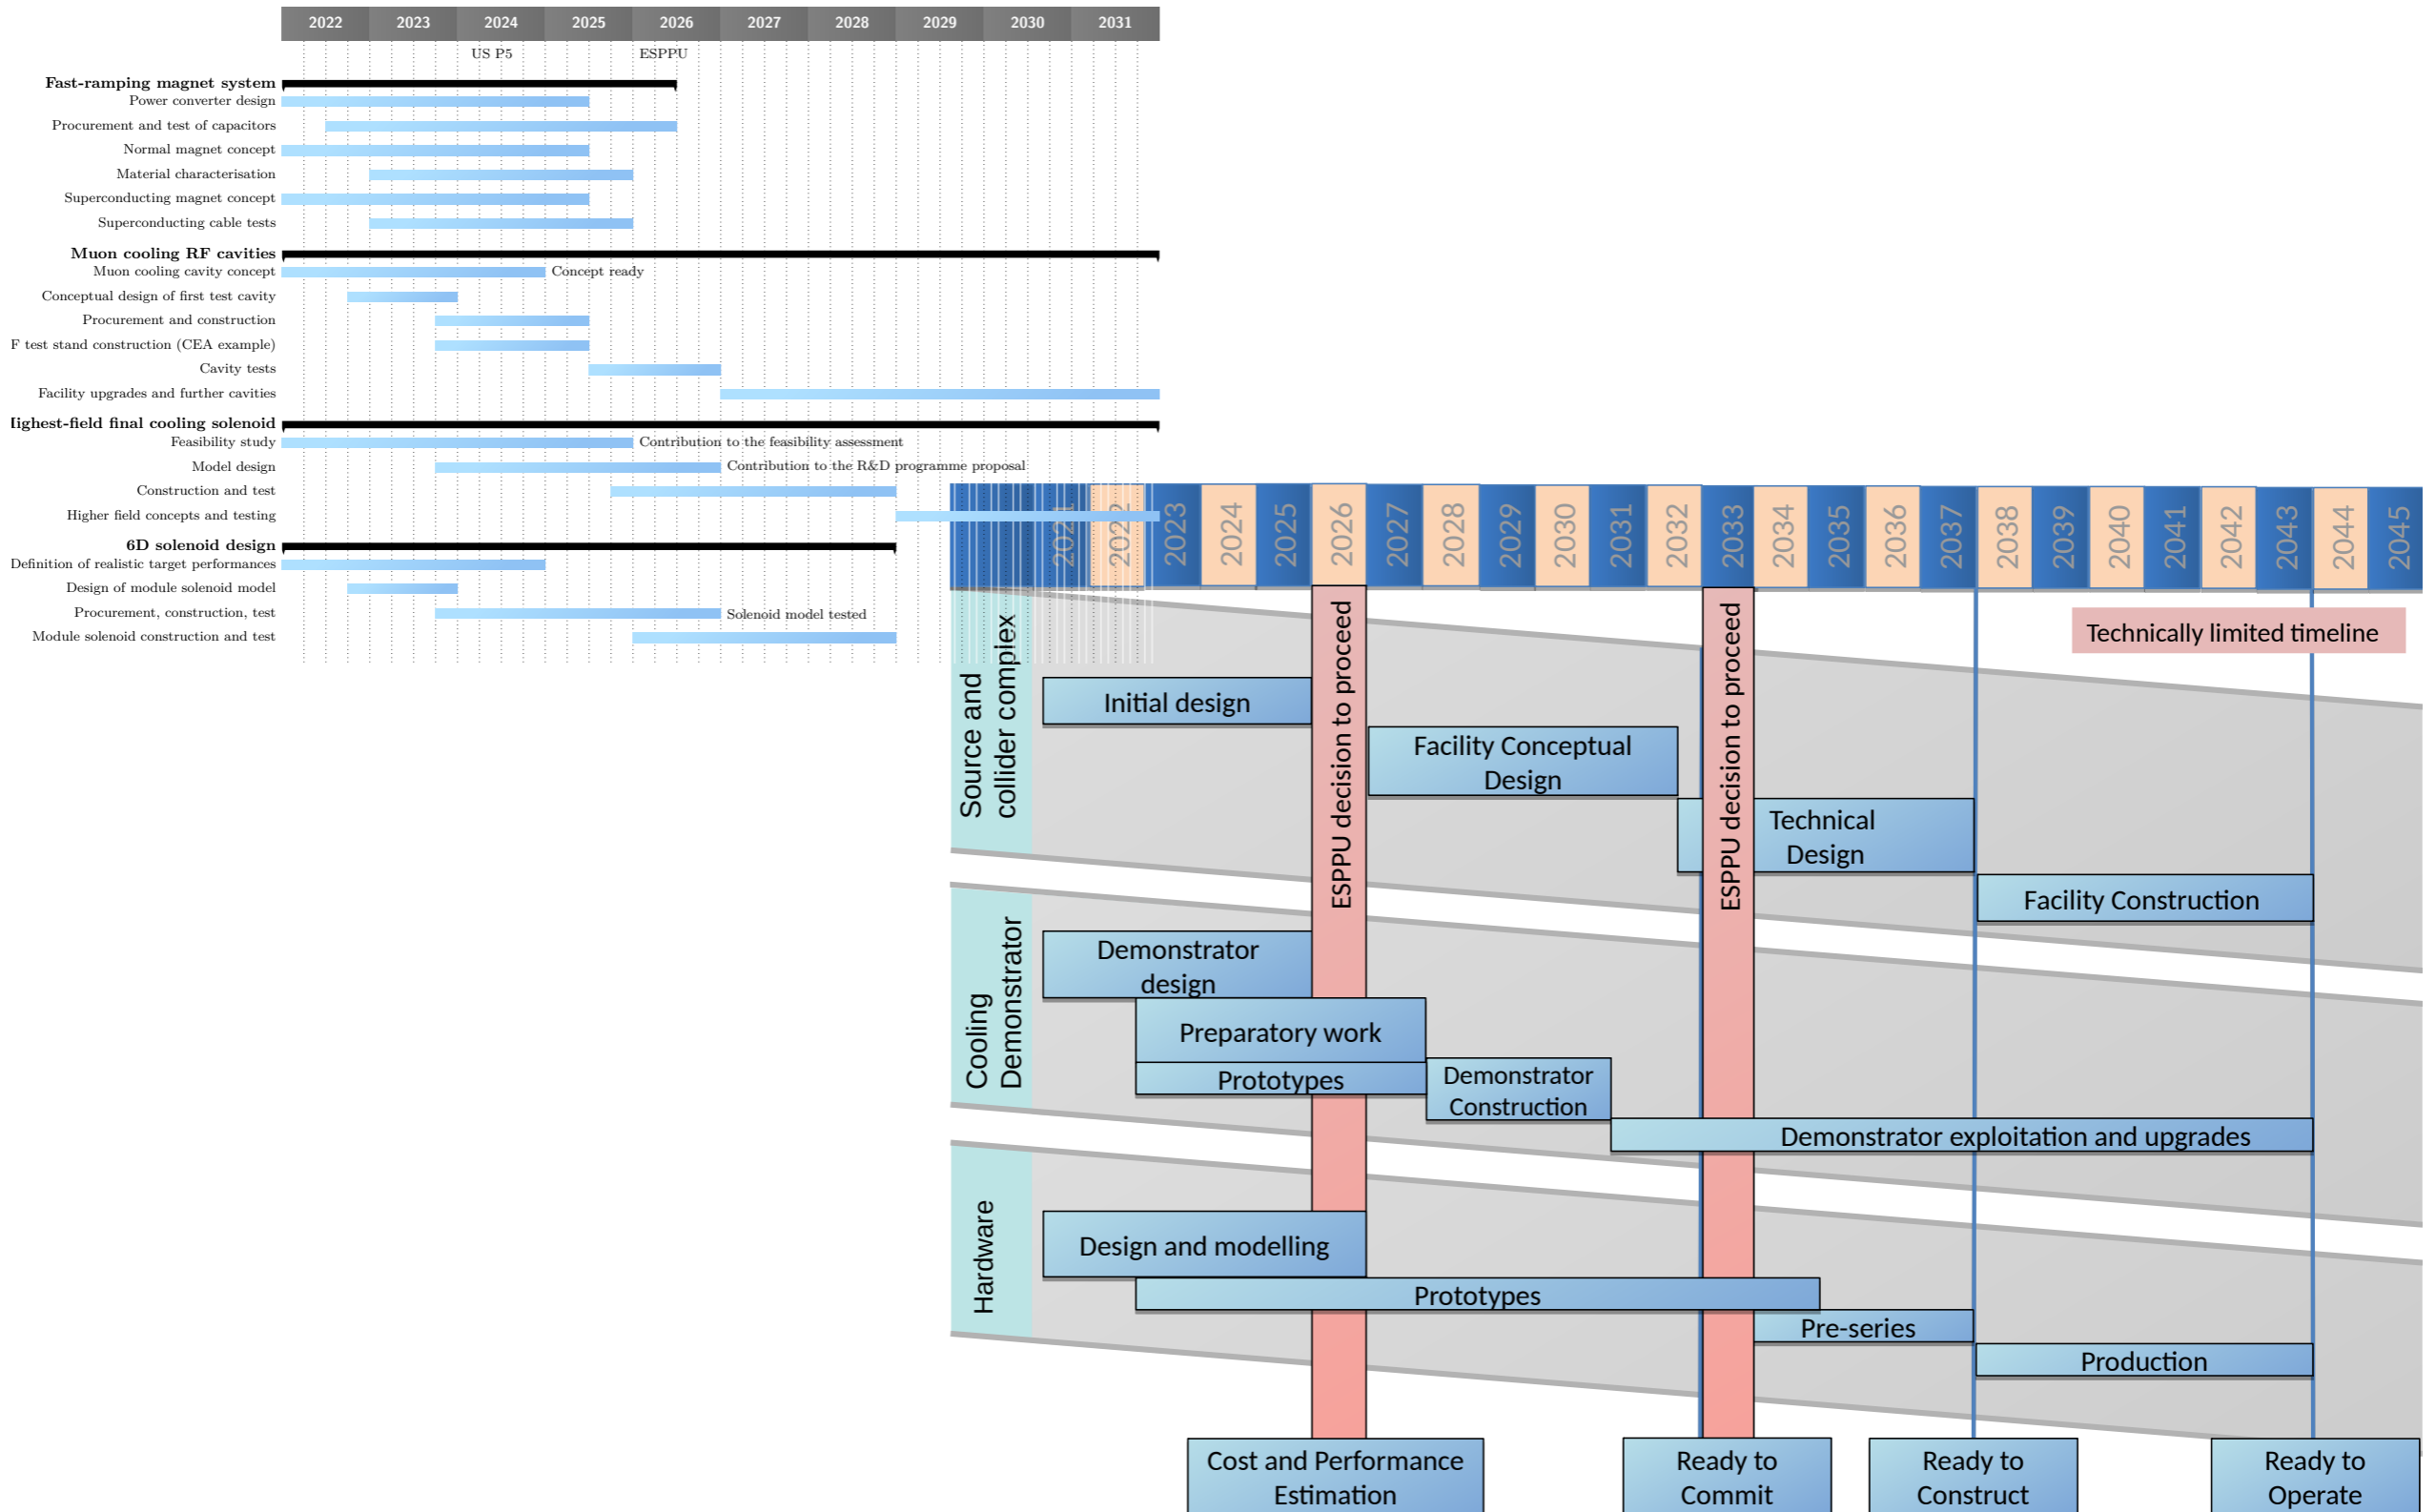 2022 2023 2024 2025 2026 2027 2028 2029 2030 2031
US P5 ESPPU
Fast-ramping magnet system
Power converter design
Procurement and test of capacitors
Normal magnet concept
Material characterisation
Superconducting magnet concept
Superconducting cable tests
Muon cooling RF cavities
Muon cooling cavity concept Concept ready
Conceptual design of first test cavity
Procurement and construction
F test stand construction (CEA example)
Cavity tests
Facility upgrades and further cavities
ighest-field final cooling solenoid
Feasibility study Contribution to the feasibility assessment
Model design Contribution to the R&D programme proposal
Construction and test
Higher field concepts and testing
6D solenoid design
Definition of realistic target performances
Design of module solenoid model
Procurement, construction, test Solenoid model tested
Module solenoid construction and test
2021 2022 2023 2024 2025 2026 2027 2028 2029 2030 2031 2032 2033 2034 2035 2036 2037 2038 2039 2040 2041 2042 2043 2044 2045
Technically limited timeline
Source and
collider complex
Initial design
ESPPU decision to proceed
ESPPU decision to proceed
Facility Conceptual
Design
Technical
Design
Facility Construction
Cooling
Demonstrator
Demonstrator
design
Preparatory work
Prototypes
Demonstrator
Construction
Demonstrator exploitation and upgrades
Hardware
Design and modelling
Prototypes
Pre-series
Production
Cost and Performance
Estimation
Ready to
Commit
Ready to
Construct
Ready to
Operate